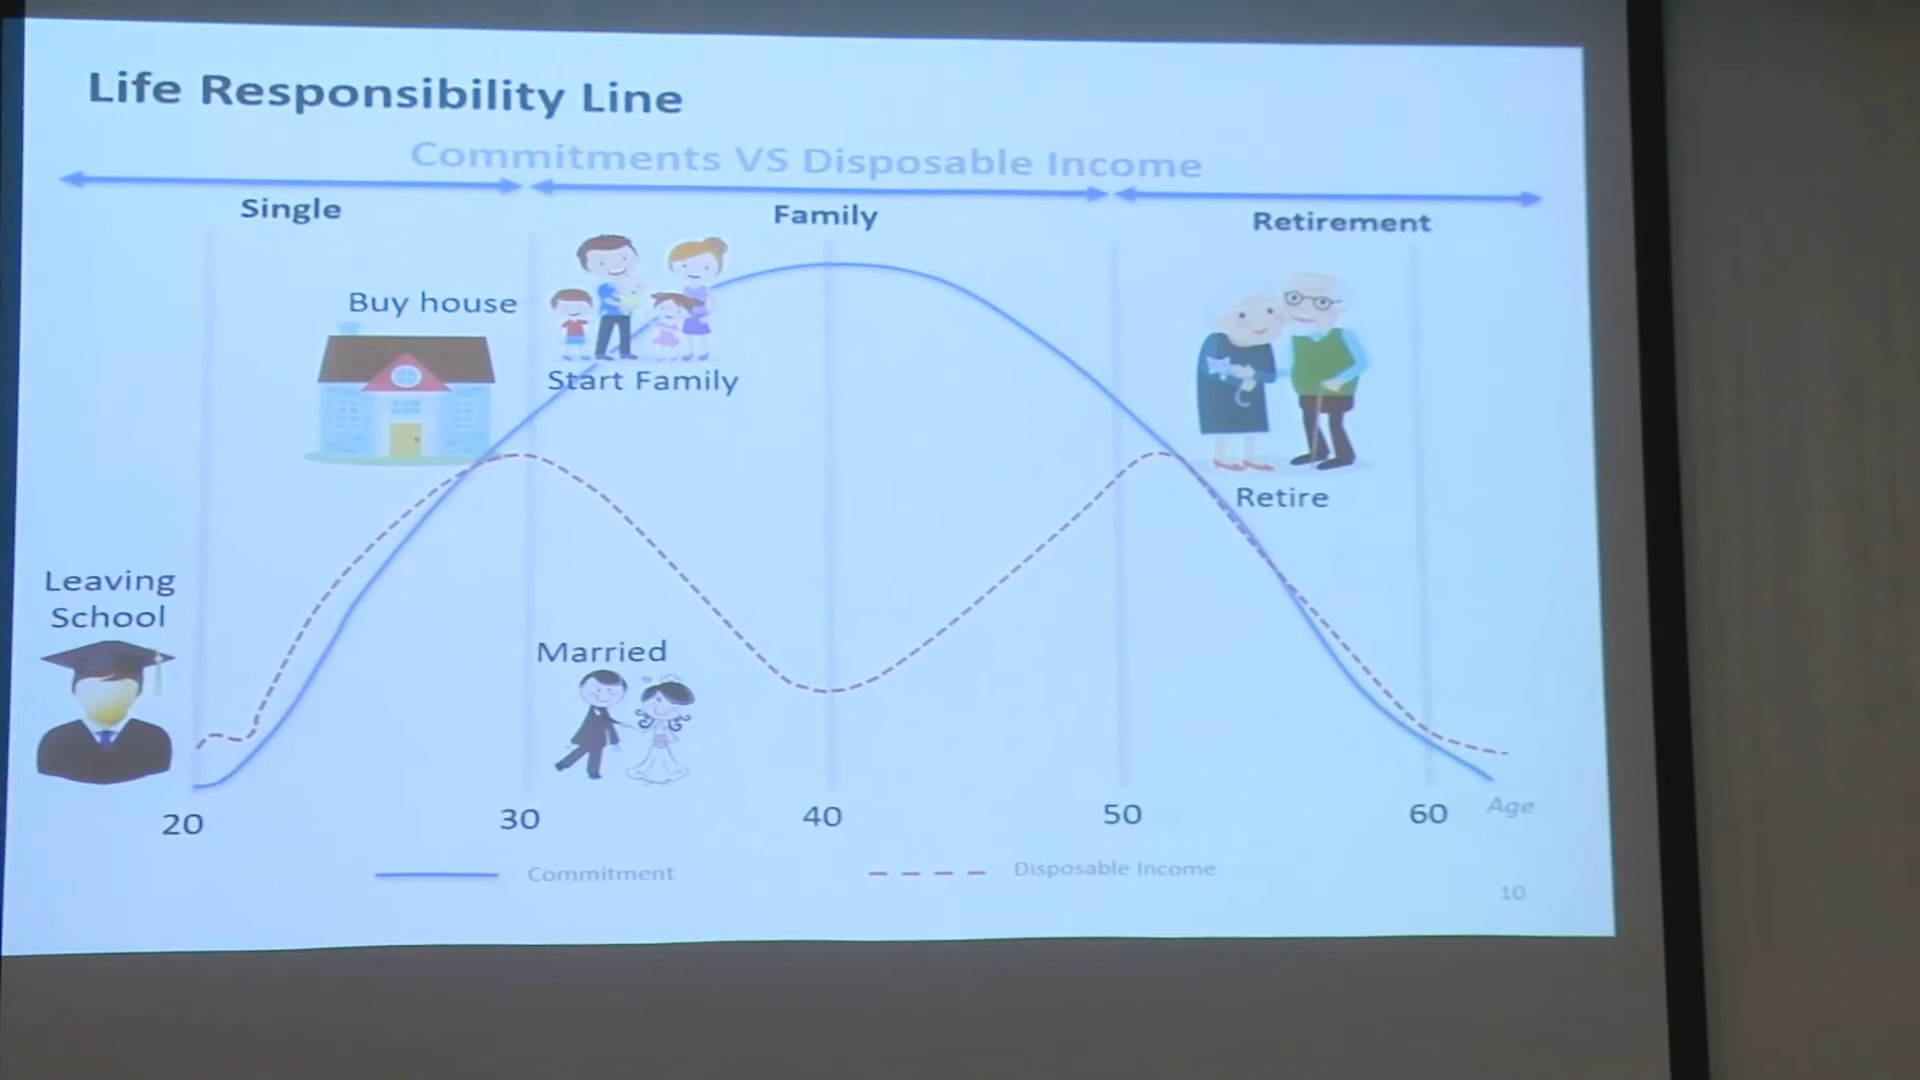 Life Responsibility Line
Commitments VS Disposable Income
Single
Family
Retirement
Buy house
Start Family
Retire
Leaving
School
Married
20
30
40
50
60
Age
Commitment
Disposable Income
10